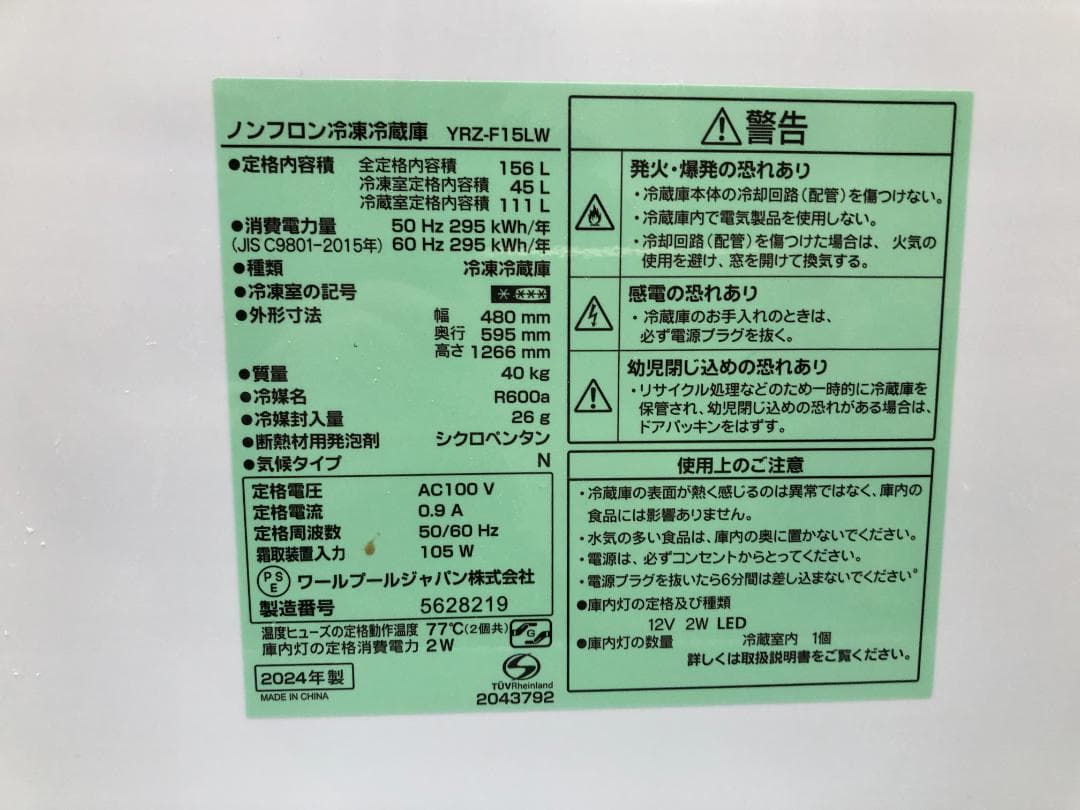 ノンフロン冷凍冷蔵庫 YRZ-F15LW
●定格内容積 全定格内容積 156 L
冷凍室定格内容積 45 L
冷蔵室定格内容積 111 L
●消費電力量 50 Hz 295 kWh/年
(JIS C9801-2015年) 60 Hz 295 kWh/年
●種類 冷凍冷蔵庫
●冷凍室の記号
●外形寸法 幅 480 mm
奥行 595 mm
高さ 1266 mm
●質量 40 kg
●冷媒名 R600a
●冷媒封入量 26 g
●断熱材用発泡剤 シクロペンタン
●気候タイプ N
定格電圧 AC100 V
定格電流 0.9 A
定格周波数 50/60 Hz
霜取装置入力 105 W
PSE ワールプールジャパン株式会社
製造番号 5628219
温度ヒューズの定格動作温度 77℃(2個共)
庫内灯の定格消費電力 2W
2024年製
MADE IN CHINA
TÜVRheinland
2043792
警告
発火・爆発の恐れあり
・冷蔵庫本体の冷却回路(配管)を傷つけない。
・冷蔵庫内で電気製品を使用しない。
・冷却回路(配管)を傷つけた場合は、火気の
使用を避け、窓を開けて換気する。
感電の恐れあり
・冷蔵庫のお手入れのときは、
必ず電源プラグを抜く。
幼児閉じ込めの恐れあり
・リサイクル処理などのため一時的に冷蔵庫を
保管され、幼児閉じ込めの恐れがある場合は、
ドアパッキンをはずす。
使用上のご注意
・冷蔵庫の表面が熱く感じるのは異常ではなく、庫内の
食品には影響ありません。
・水気の多い食品は、庫内の奥に置かないでください。
・電源は、必ずコンセントからとってください。
・電源プラグを抜いたら6分間は差し込まないでください。
●庫内灯の定格及び種類
12V 2W LED
●庫内灯の数量 冷蔵室内 1個
詳しくは取扱説明書をご覧ください。